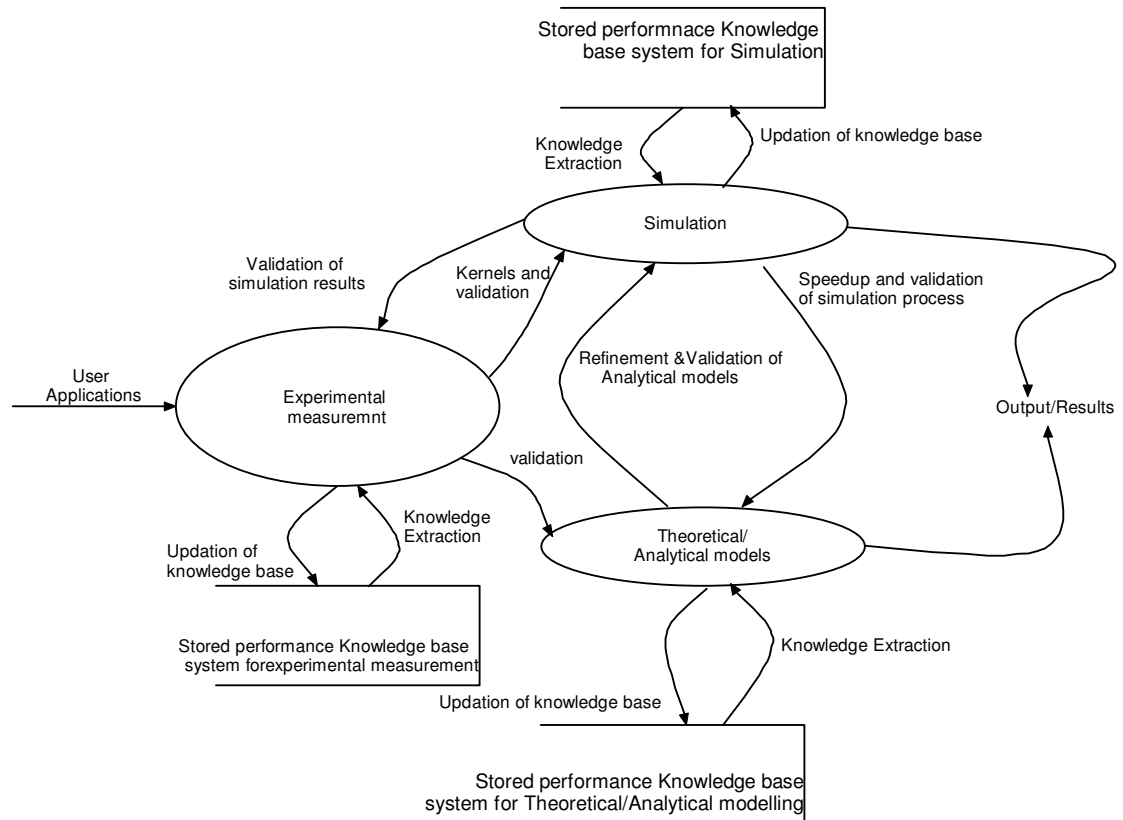 Stored performnace Knowledge
base system for Simulation
Knowledge
Extraction
Updation of knowledge base
Simulation
Validation of
simulation results
Kernels and
validation
Speedup and validation
of simulation process
User
Applications
Experimental
measuremnt
Refinement &Validation of
Analytical models
Output/Results
validation
Knowledge
Extraction
Updation of
knowledge base
Theoretical/
Analytical models
Stored performance Knowledge base
system forexperimental measurement
Knowledge Extraction
Updation of knowledge base
Stored performance Knowledge base
system for Theoretical/Analytical modelling